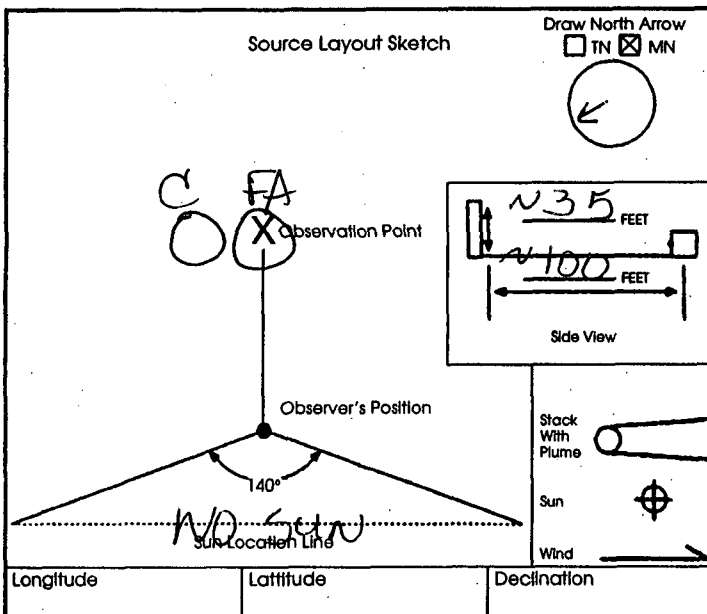 Source Layout Sketch
Draw North Arrow
☐ TN ☒ MN
C FA
X Observation Point
~35 FEET
~100 FEET
Side View
Observer's Position
140°
NO SUN
Sun Location Line
Stack
With
Plume
Sun
Wind
Longitude Lattitude Declination